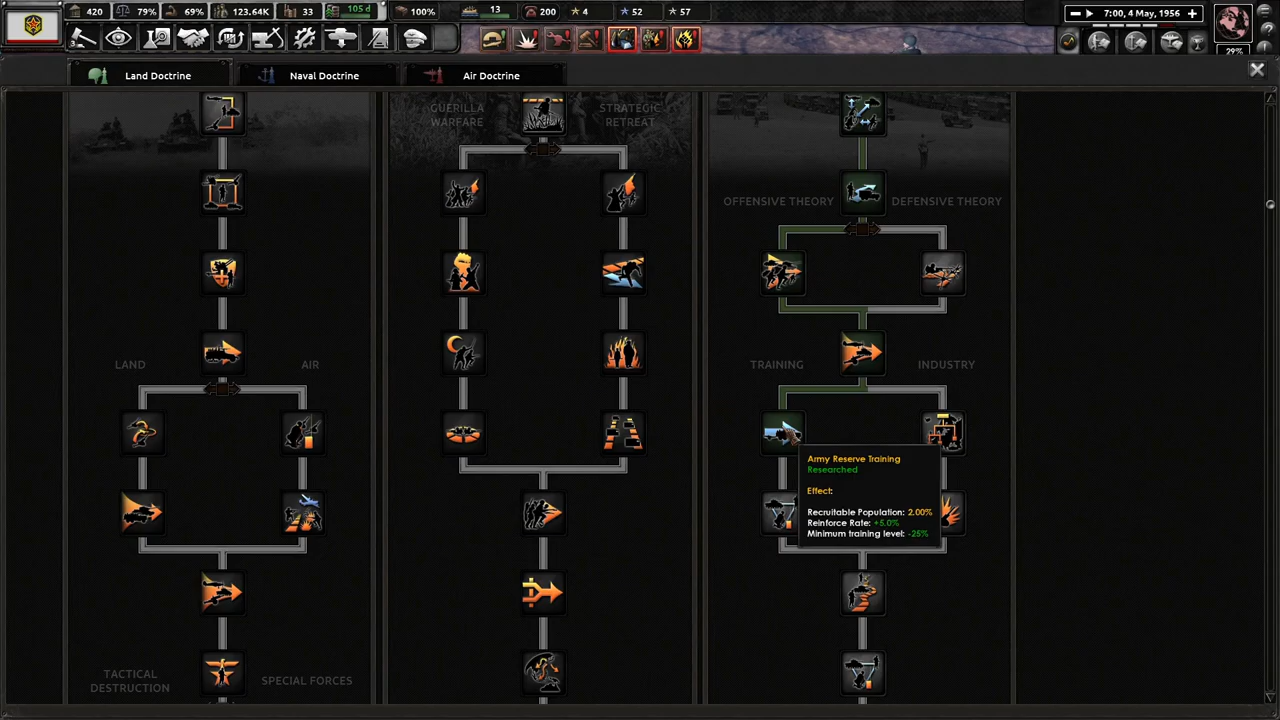 420 79% 69% 123.64K 33 105 d 100% 13 200 4 52 57 7:00, 4 May, 1956
3
29%
Land Doctrine Naval Doctrine Air Doctrine
GUERILLA WARFARE
STRATEGIC RETREAT
OFFENSIVE THEORY DEFENSIVE THEORY
LAND AIR TRAINING INDUSTRY
Army Reserve Training
Researched
Effect:
Recruitable Population: 2.00%
Reinforce Rate: +5.0%
Minimum training level: -25%
TACTICAL DESTRUCTION
SPECIAL FORCES